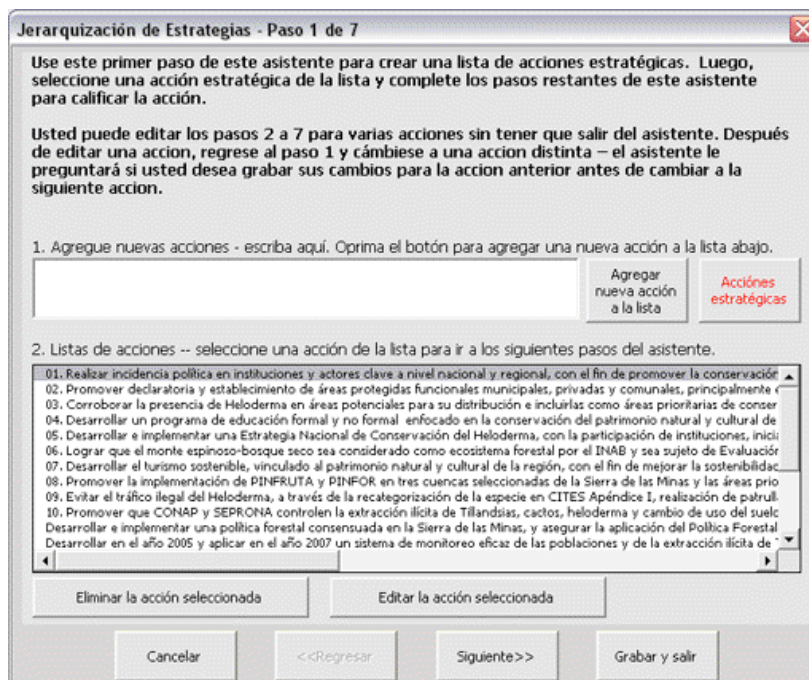 Jerarquización de Estrategias - Paso 1 de 7
Use este primer paso de este asistente para crear una lista de acciones estratégicas. Luego,
seleccione una acción estratégica de la lista y complete los pasos restantes de este asistente
para calificar la acción.
Usted puede editar los pasos 2 a 7 para varias acciones sin tener que salir del asistente. Después
de editar una accion, regrese al paso 1 y cámbiese a una accion distinta – el asistente le
preguntará si usted desea grabar sus cambios para la accion anterior antes de cambiar a la
siguiente accion.
1. Agregue nuevas acciones - escriba aquí. Oprima el botón para agregar una nueva acción a la lista abajo.
Agregar
nueva acción
a la lista
Acciónes
estratégicas
2. Listas de acciones -- seleccione una acción de la lista para ir a los siguientes pasos del asistente.
01. Realizar incidencia política en instituciones y actores clave a nivel nacional y regional, con el fin de promover la conservación
02. Promover declaratoria y establecimiento de áreas protegidas funcionales municipales, privadas y comunales, principalmente
03. Corroborar la presencia de Heloderma en áreas potenciales para su distribución e incluirlas como áreas prioritarias de conser
04. Desarrollar un programa de educación formal y no formal enfocado en la conservación del patrimonio natural y cultural de
05. Desarrollar e implementar una Estrategia Nacional de Conservación del Heloderma, con la participación de instituciones, inicia
06. Lograr que el monte espinoso-bosque seco sea considerado como ecosistema forestal por el INAB y sea sujeto de Evaluación
07. Desarrollar el turismo sostenible, vinculado al patrimonio natural y cultural de la región, con el fin de mejorar la sostenibilidad
08. Promover la implementación de PINFRUTA y PINFOR en tres cuencas seleccionadas de la Sierra de las Minas y las áreas prio
09. Evitar el tráfico ilegal del Heloderma, a través de la recategorización de la especie en CITES Apéndice I, realización de patrull
10. Promover que CONAP y SEPRONA controlen la extracción ilícita de Tillandsias, cactos, heloderma y cambio de uso del suelo
Desarrollar e implementar una política forestal consensuada en la Sierra de las Minas, y asegurar la aplicación del Política Forestal
Desarrollar en el año 2005 y aplicar en el año 2007 un sistema de monitoreo eficaz de las poblaciones y de la extracción ilícita de
Eliminar la acción seleccionada
Editar la acción seleccionada
Cancelar
<<Regresar
Siguiente>>
Grabar y salir